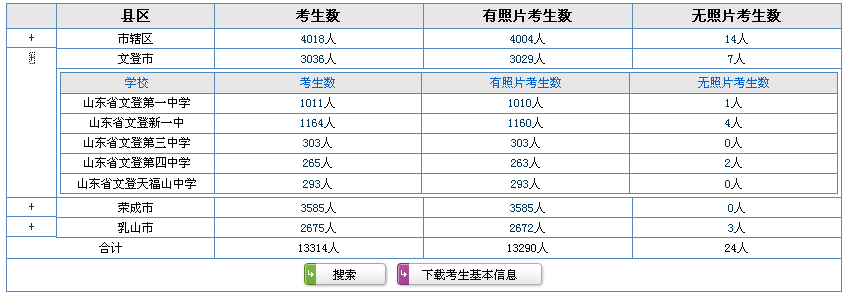 县区 考生数 有照片考生数 无照片考生数
+ 市辖区 4018人 4004人 14人
文登市 3036人 3029人 7人
学校 考生数 有照片考生数 无照片考生数
山东省文登第一中学 1011人 1010人 1人
山东省文登新一中 1164人 1160人 4人
山东省文登第三中学 303人 303人 0人
山东省文登第四中学 265人 263人 2人
山东省文登天福山中学 293人 293人 0人
+ 荣成市 3585人 3585人 0人
+ 乳山市 2675人 2672人 3人
合计 13314人 13290人 24人
搜索 下载考生基本信息